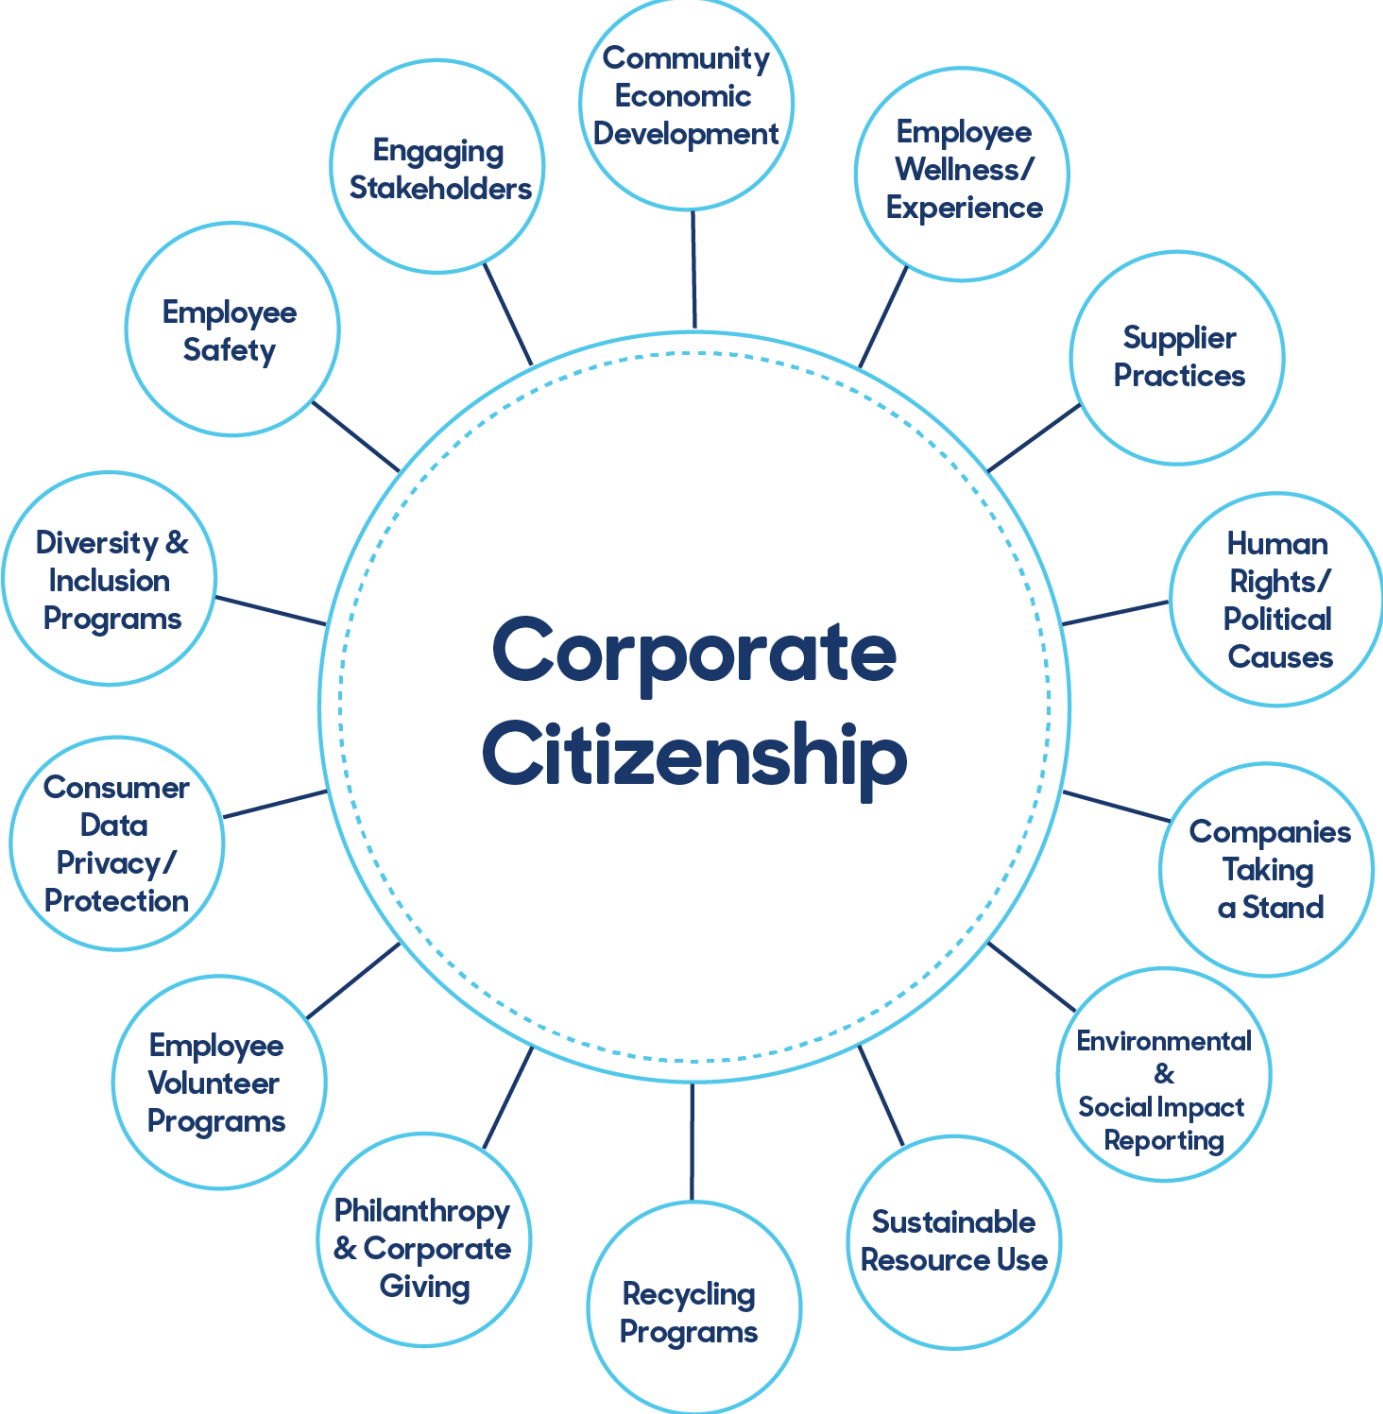 Community
Economic
Development
Employee
Wellness/
Experience
Supplier
Practices
Human
Rights/
Political
Causes
Companies
Taking
a Stand
Environmental
&
Social Impact
Reporting
Sustainable
Resource Use
Recycling
Programs
Philanthropy
& Corporate
Giving
Employee
Volunteer
Programs
Consumer
Data
Privacy/
Protection
Diversity &
Inclusion
Programs
Employee
Safety
Engaging
Stakeholders
Corporate
Citizenship